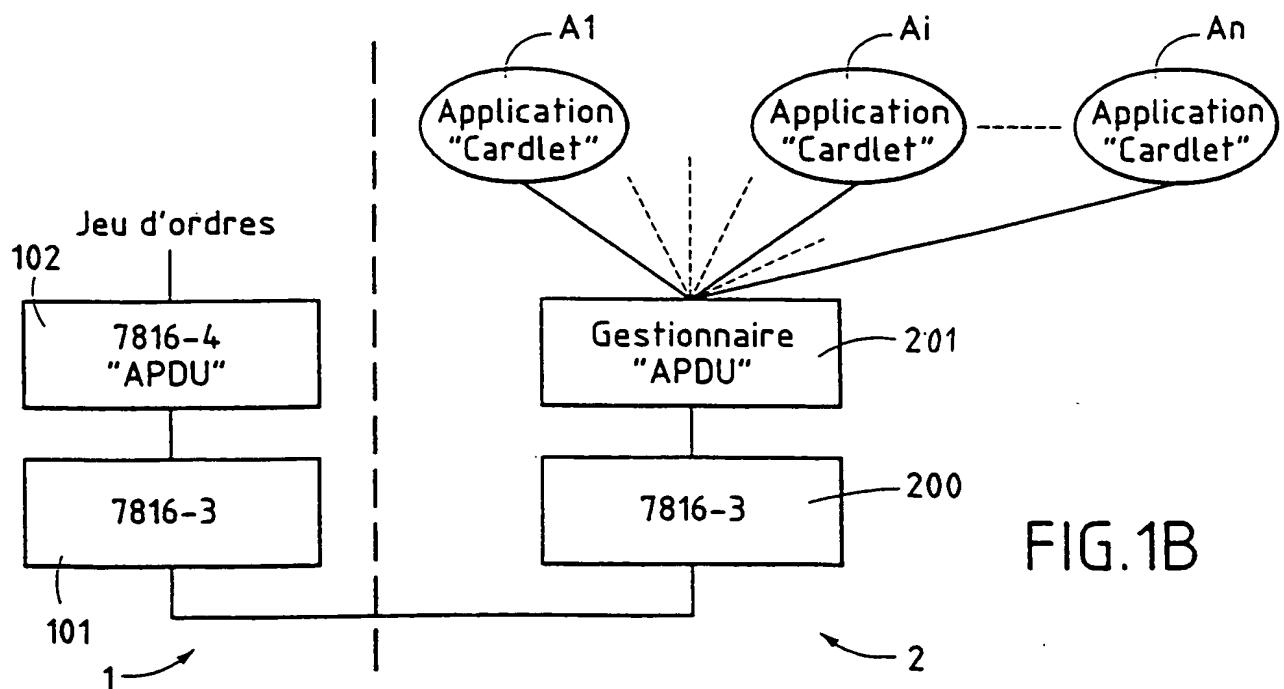 A1
Ai
An
Application
"Cardlet"
Application
"Cardlet"
Application
"Cardlet"
Jeu d'ordres
102
7816-4
"APDU"
Gestionnaire
"APDU"
201
7816-3
7816-3
200
101
1
2
FIG.1B